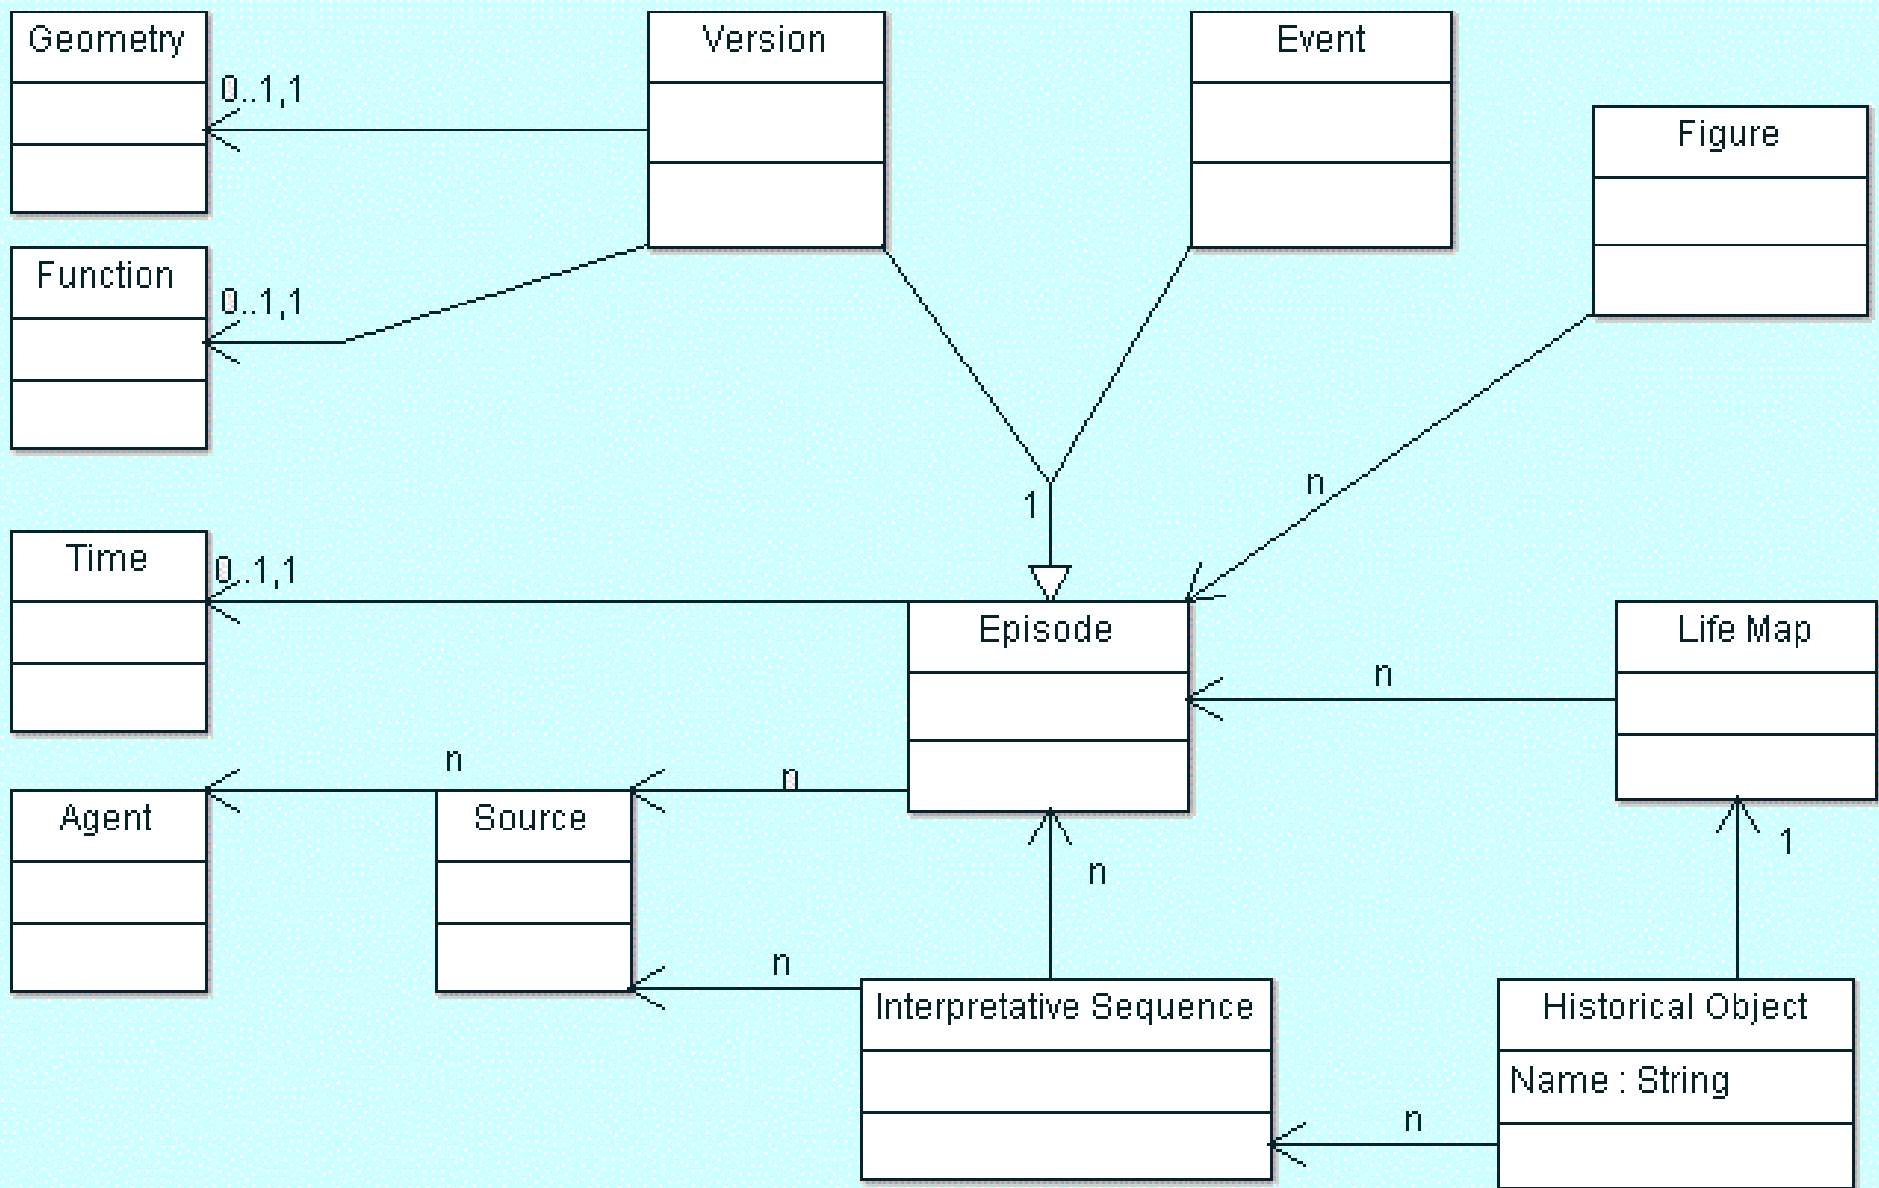 Geometry
Version
Event
0..1,1
Figure
Function
0..1,1
n
1
Time
0..1,1
Episode
Life Map
n
n
n
Agent
Source
1
n
n
Interpretative Sequence
Historical Object
Name : String
n